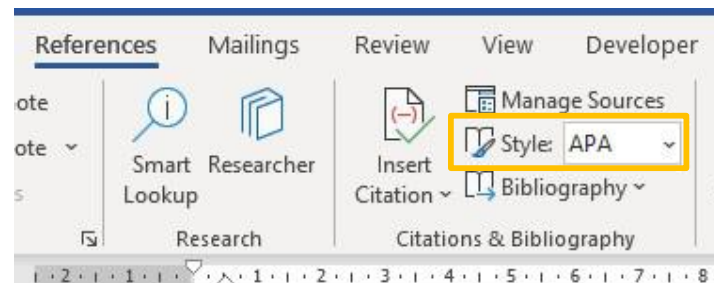 References Mailings Review View Developer
ote
ote
s
Smart
Lookup
Researcher
Research
Insert
Citation
Manage Sources
Style: APA
Bibliography
Citations & Bibliography
2 1 1 2 3 4 5 6 7 8